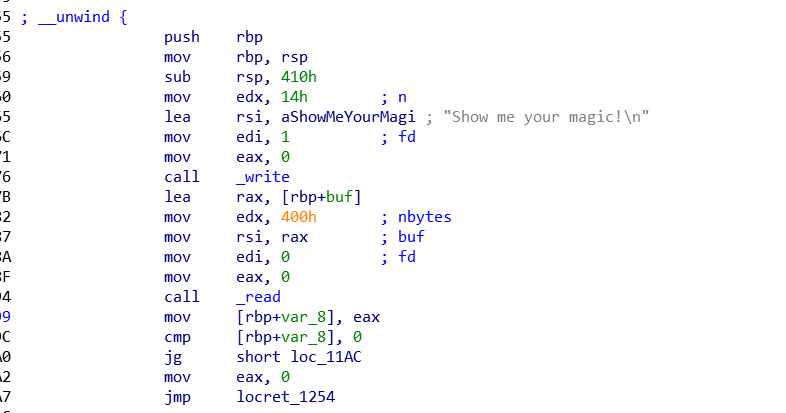 55 ; __unwind {
55 push rbp
56 mov rbp, rsp
59 sub rsp, 410h
60 mov edx, 14h ; n
65 lea rsi, aShowMeYourMagi ; "Show me your magic!\n"
6C mov edi, 1 ; fd
71 mov eax, 0
76 call _write
7B lea rax, [rbp+buf]
82 mov edx, 400h ; nbytes
87 mov rsi, rax ; buf
8A mov edi, 0 ; fd
8F mov eax, 0
94 call _read
99 mov [rbp+var_8], eax
9C cmp [rbp+var_8], 0
A0 jg short loc_11AC
A2 mov eax, 0
A7 jmp locret_1254